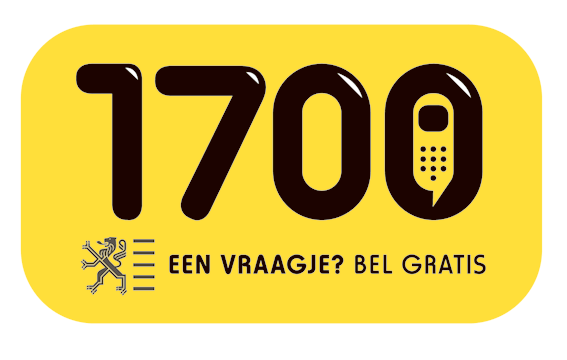 1700
EEN VRAAGJE? BEL GRATIS